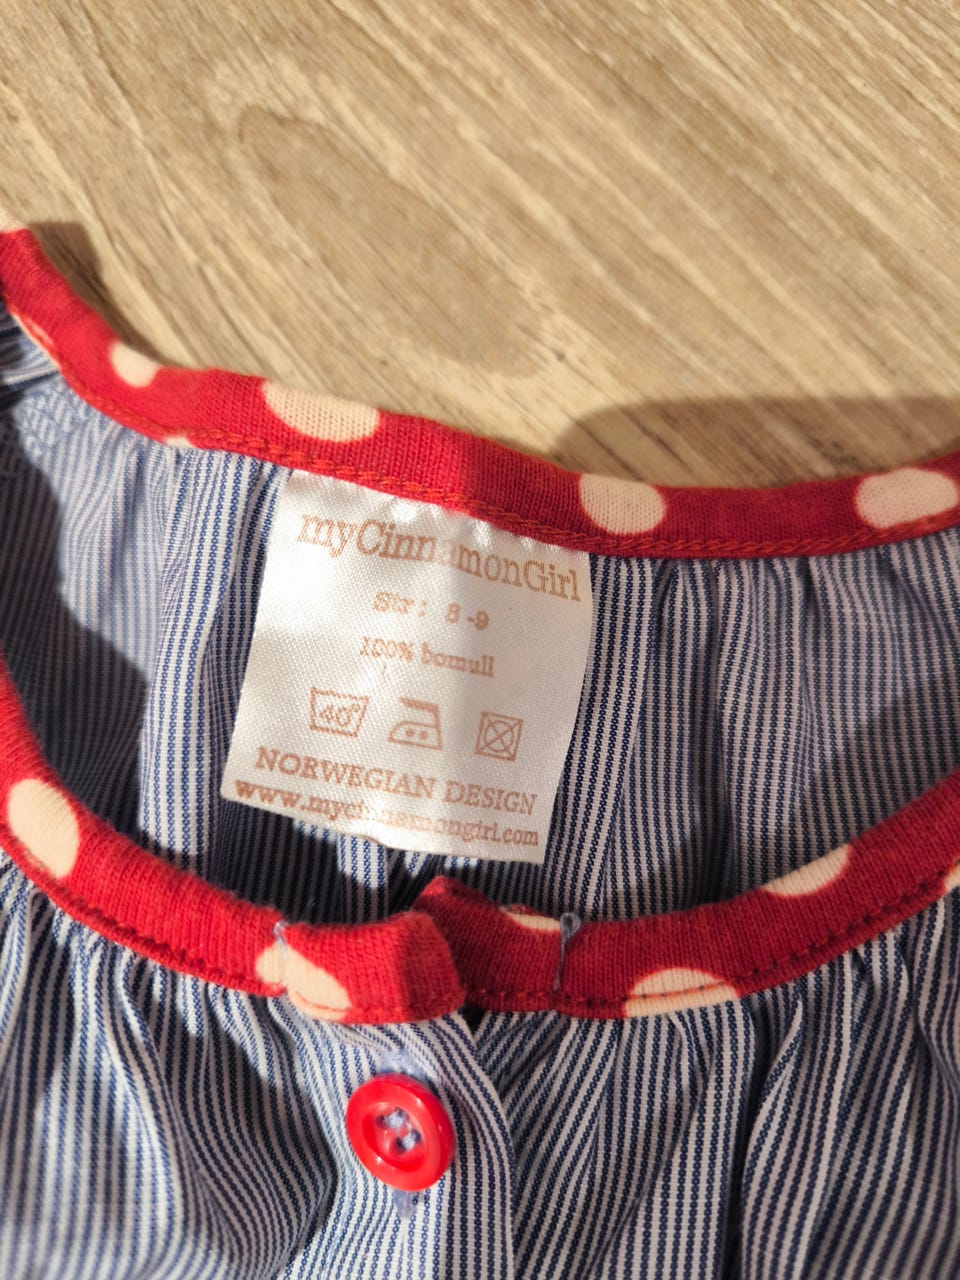 myCinnamonGirl
Str: 8-9
100% bomull
40°
NORWEGIAN DESIGN
www.mycinnamongirl.com